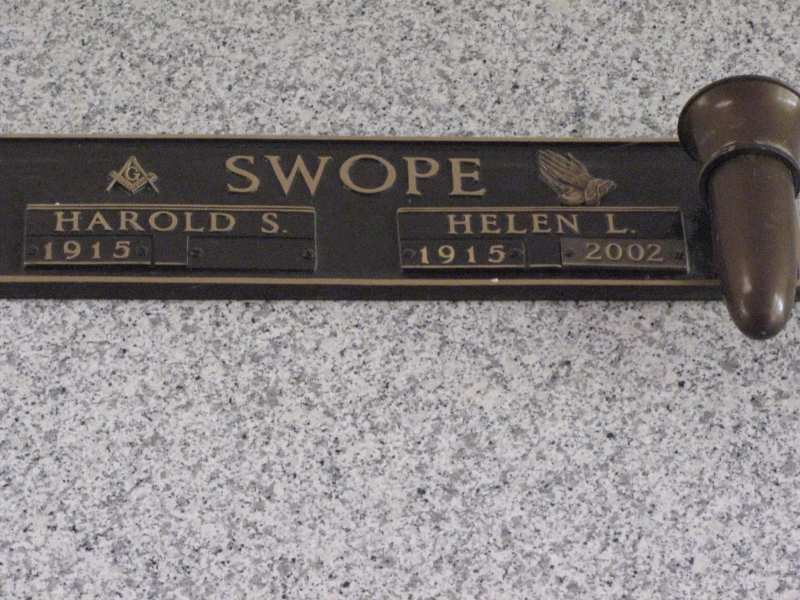 G
SWOPE
HAROLD S.
1915
HELEN L.
1915 2002